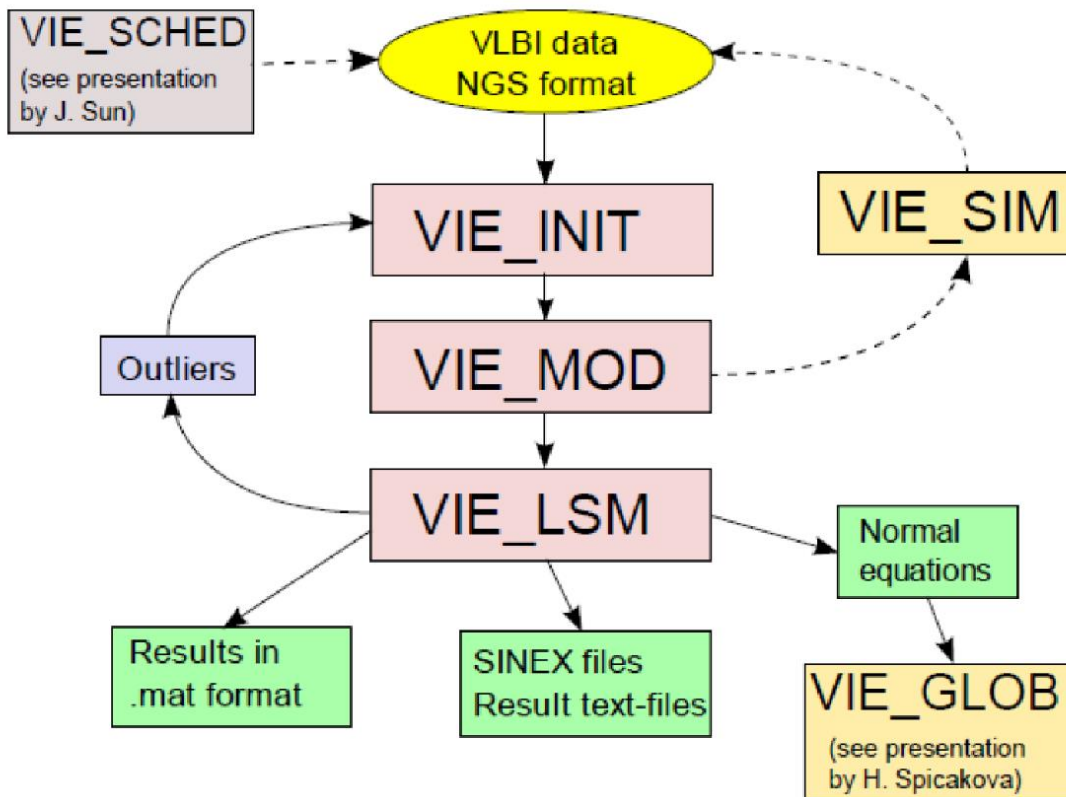 VIE_SCHED
(see presentation
by J. Sun)
VLBI data
NGS format
VIE_INIT
VIE_SIM
Outliers
VIE_MOD
VIE_LSM
Normal
equations
Results in
.mat format
SINEX files
Result text-files
VIE_GLOB
(see presentation
by H. Spicakova)